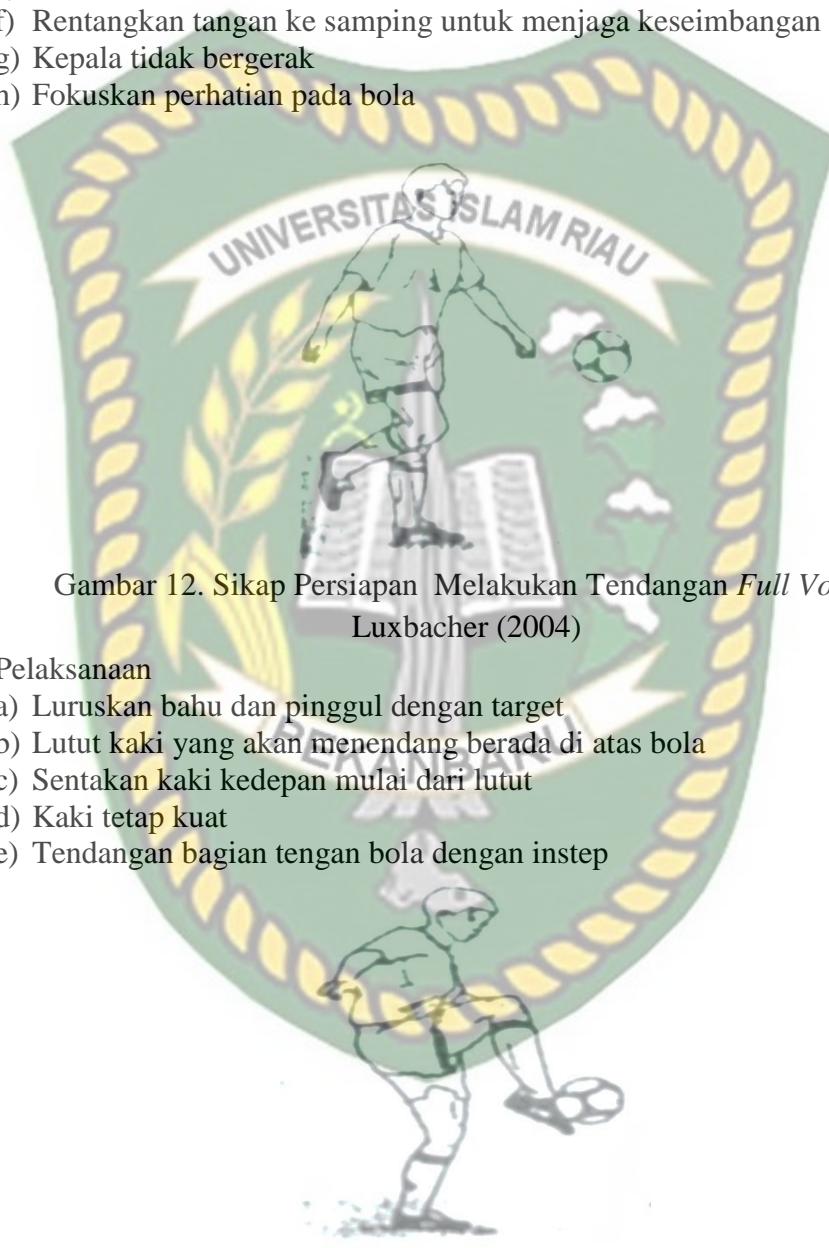 f) Rentangkan tangan ke samping untuk menjaga keseimbangan
g) Kepala tidak bergerak
h) Fokuskan perhatian pada bola
UNIVERSITAS ISLAM RIAU
Gambar 12. Sikap Persiapan Melakukan Tendangan Full Vo
Luxbacher (2004)
Pelaksanaan
a) Luruskan bahu dan pinggul dengan target
PEKANBARU
b) Lutut kaki yang akan menendang berada di atas bola
c) Sentakan kaki kedepan mulai dari lutut
d) Kaki tetap kuat
e) Tendangan bagian tengan bola dengan instep